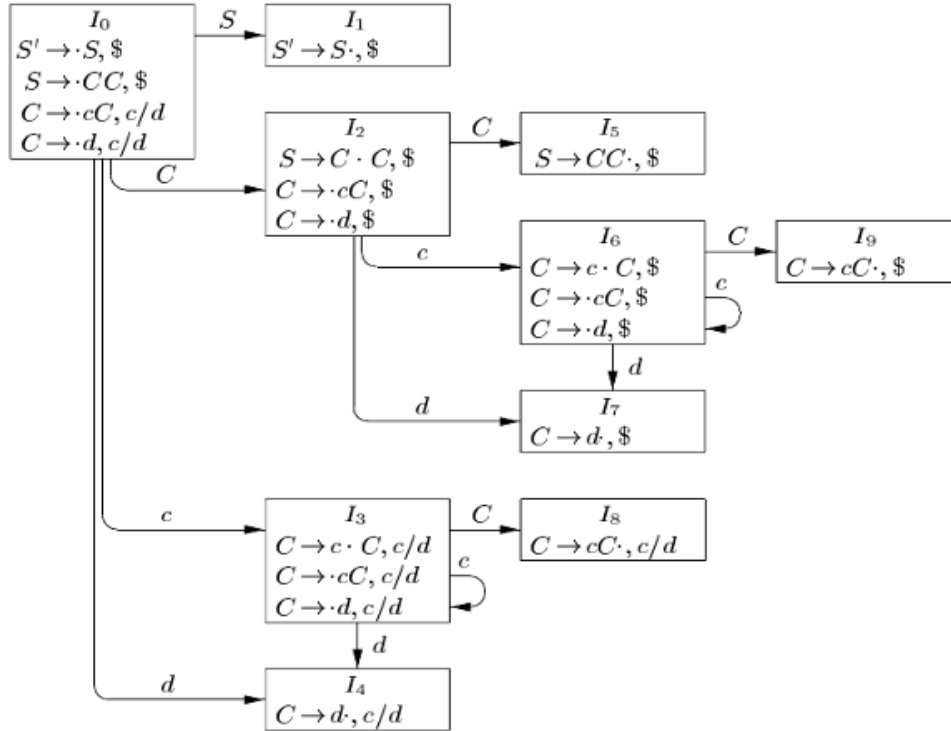 I₀
S' → ·S, $
S → ·CC, $
C → ·cC, c/d
C → ·d, c/d
S
I₁
S' → S·, $
C
I₂
S → C · C, $
C → ·cC, $
C → ·d, $
C
I₅
S → CC·, $
c
I₆
C → c · C, $
C → ·cC, $
C → ·d, $
C
I₉
C → cC·, $
c
d
d
I₇
C → d·, $
c
I₃
C → c · C, c/d
C → ·cC, c/d
C → ·d, c/d
C
I₈
C → cC·, c/d
c
d
d
I₄
C → d·, c/d